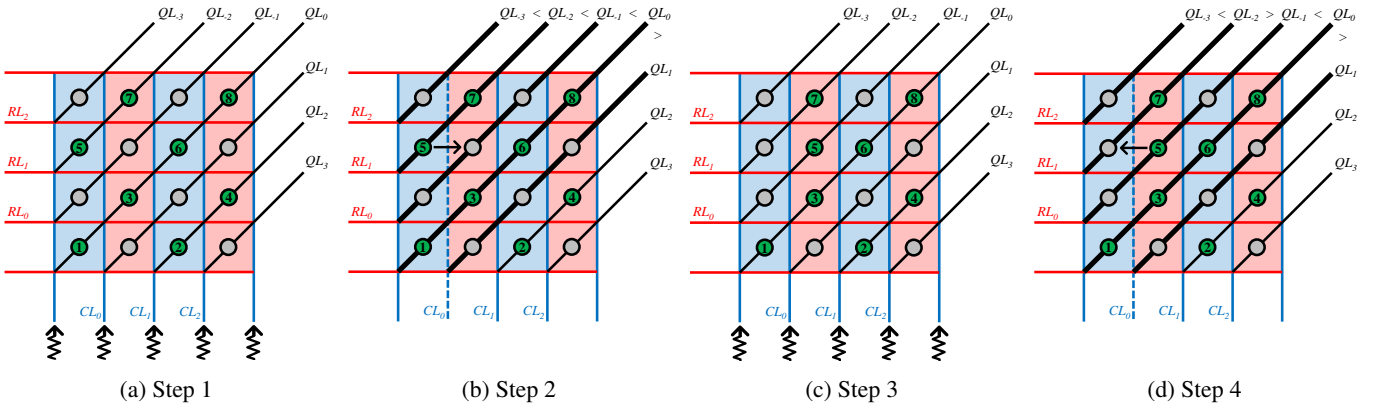 QL-3 QL-2 QL-1 QL0
QL1
QL2
QL3
RL2
RL1
RL0
7 8
5 6
3 4
1 2
CL0 CL1 CL2
(a) Step 1
QL-3 < QL-2 < QL-1 < QL0
>
QL1
QL2
QL3
RL2
RL1
RL0
7 8
5 6
3 4
1 2
CL0 CL1 CL2
(b) Step 2
QL-3 QL-2 QL-1 QL0
QL1
QL2
QL3
RL2
RL1
RL0
7 8
5 6
3 4
1 2
CL0 CL1 CL2
(c) Step 3
QL-3 < QL-2 > QL-1 < QL0
>
QL1
QL2
QL3
RL2
RL1
RL0
7 8
5 6
3 4
1 2
CL0 CL1 CL2
(d) Step 4